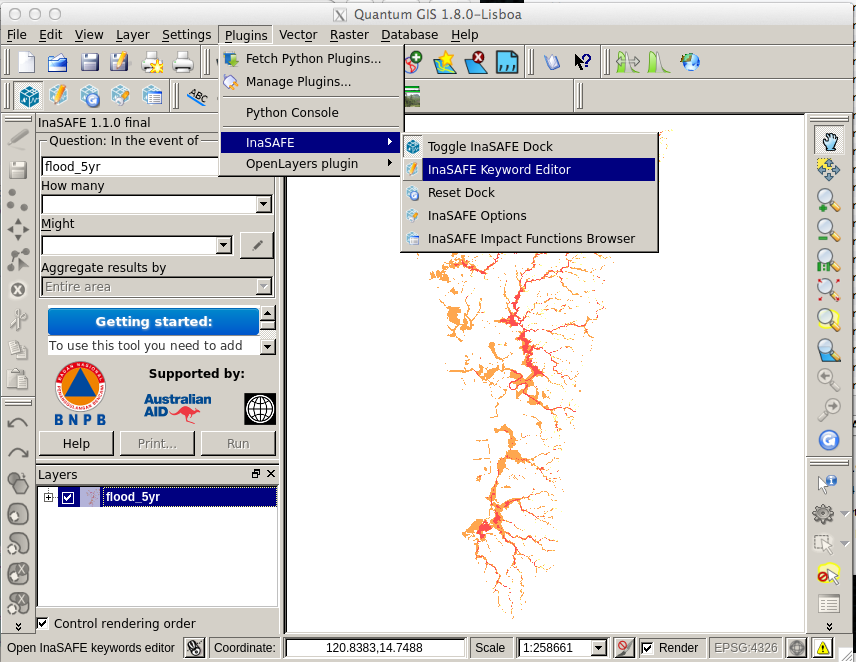 Quantum GIS 1.8.0-Lisboa
File Edit View Layer Settings Plugins Vector Raster Database Help
Fetch Python Plugins...
Manage Plugins...
Python Console
InaSAFE
OpenLayers plugin
Toggle InaSAFE Dock
InaSAFE Keyword Editor
Reset Dock
InaSAFE Options
InaSAFE Impact Functions Browser
ABC
InaSAFE 1.1.0 final
Question: In the event of
flood_5yr
How many
Might
Aggregate results by
Entire area
Getting started:
To use this tool you need to add
Supported by:
BADAN NASIONAL
BNPB
Australian
AID
Help Print... Run
Layers
flood_5yr
Control rendering order
Open InaSAFE keywords editor Coordinate: 120.8383,14.7488 Scale 1:258661 Render EPSG:4326